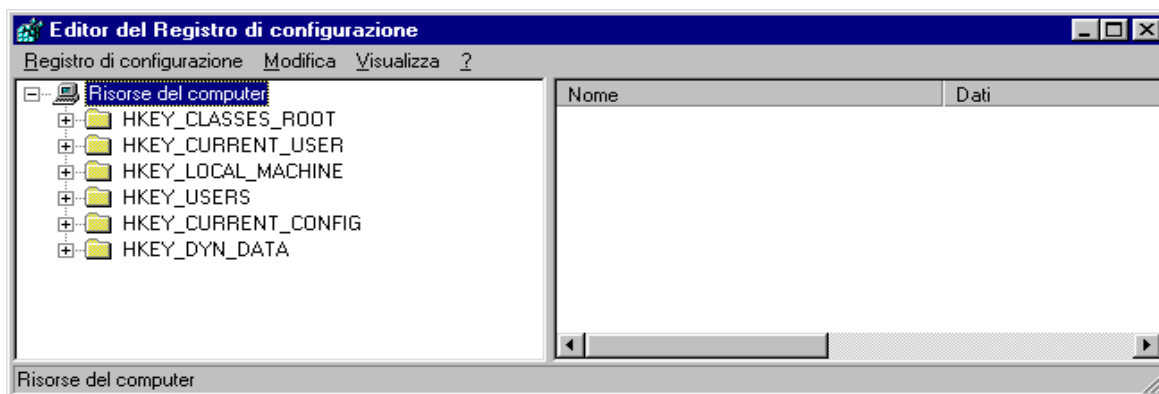 Editor del Registro di configurazione
Registro di configurazione Modifica Visualizza ?
Risorse del computer
HKEY_CLASSES_ROOT
HKEY_CURRENT_USER
HKEY_LOCAL_MACHINE
HKEY_USERS
HKEY_CURRENT_CONFIG
HKEY_DYN_DATA
Nome Dati
Risorse del computer